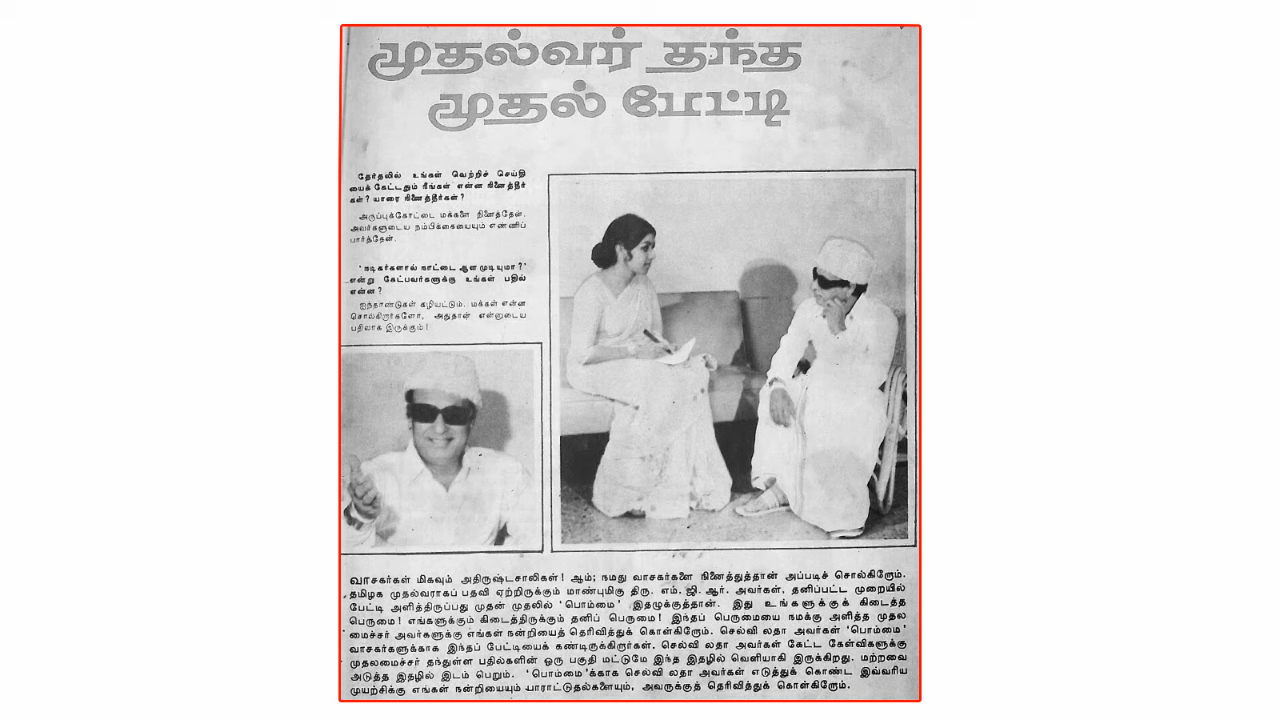 முதல்வர் தந்த
முதல் பேட்டி
தேர்தலில் உங்கள் வெற்றிச் செய்தி
யைக் கேட்டதும் நீங்கள் என்ன நினைத்தீர்
கள்? யாரை நினைத்தீர்கள்?
அருப்புக்கோட்டை மக்களை நினைத்தேன்.
அவர்களுடைய நம்பிக்கையையும் எண்ணிப்
பார்த்தேன்.
'நடிகர்களால் நாட்டை ஆள முடியுமா?'
என்று கேட்பவர்களுக்கு உங்கள் பதில்
என்ன?
ஐந்தாண்டுகள் கழியட்டும். மக்கள் என்ன
சொல்கிறார்களோ, அதுதான் என்னுடைய
பதிலாக இருக்கும்!
வாசகர்கள் மிகவும் அதிருஷ்டசாலிகள்! ஆம்; நமது வாசகர்களை நினைத்துத்தான் அப்படிச் சொல்கிறோம்.
தமிழக முதல்வராகப் பதவி ஏற்றிருக்கும் மாண்புமிகு திரு. எம்.ஜி.ஆர். அவர்கள், தனிப்பட்ட முறையில்
பேட்டி அளித்திருப்பது முதன் முதலில் 'பொம்மை' இதழுக்குத்தான். இது உங்களுக்குக் கிடைத்த
பெருமை! எங்களுக்கும் கிடைத்திருக்கும் தனிப் பெருமை! இந்தப் பெருமையை நமக்கு அளித்த முதல
மைச்சர் அவர்களுக்கு எங்கள் நன்றியைத் தெரிவித்துக் கொள்கிறோம். செல்வி லதா அவர்கள் 'பொம்மை'
வாசகர்களுக்காக இந்தப் பேட்டியைக் கண்டிருக்கிறார்கள். செல்வி லதா அவர்கள் கேட்ட கேள்விகளுக்கு
முதலமைச்சர் தந்துள்ள பதில்களின் ஒரு பகுதி மட்டுமே இந்த இதழில் வெளியாகி இருக்கிறது. மற்றவை
அடுத்த இதழில் இடம் பெறும். 'பொம்மை'க்காக செல்வி லதா அவர்கள் எடுத்துக் கொண்ட இவ்வரிய
முயற்சிக்கு எங்கள் நன்றியையும் பாராட்டுதல்களையும், அவருக்குத் தெரிவித்துக் கொள்கிறோம்.